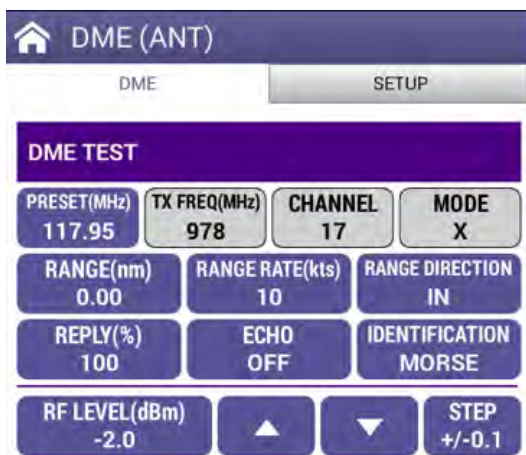 DME (ANT)
DME SETUP
DME TEST
PRESET(MHz) TX FREQ(MHz) CHANNEL MODE
117.95 978 17 X
RANGE(nm) RANGE RATE(kts) RANGE DIRECTION
0.00 10 IN
REPLY(%) ECHO IDENTIFICATION
100 OFF MORSE
RF LEVEL(dBm) STEP
-2.0 +/-0.1